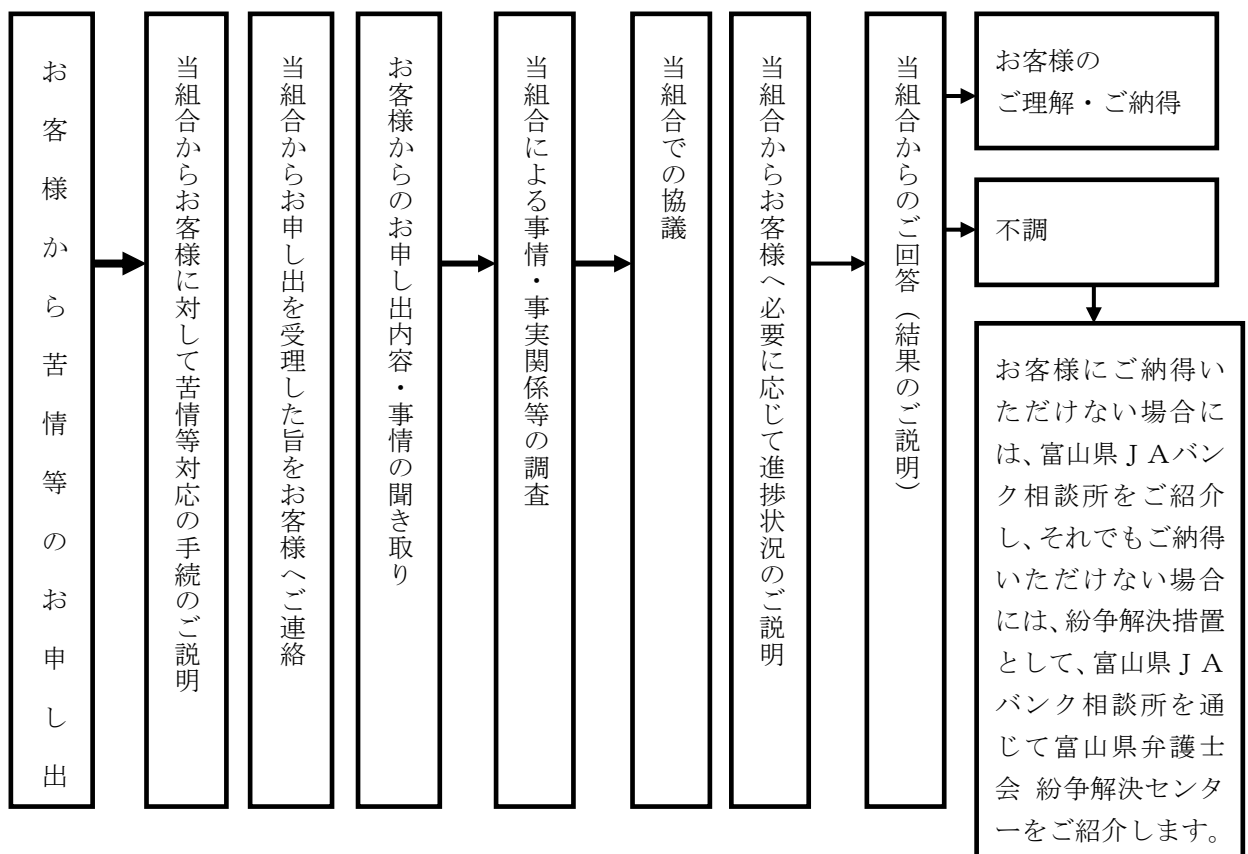 お客様から苦情等のお申し出
当組合からお客様に対して苦情等対応の手続のご説明
当組合からお申し出を受理した旨をお客様へご連絡
お客様からのお申し出内容・事情の聞き取り
当組合による事情・事実関係等の調査
当組合での協議
当組合からお客様へ必要に応じて進捗状況のご説明
当組合からのご回答（結果のご説明）
お客様の
ご理解・ご納得
不調
お客様にご納得い
ただけない場合に
は、富山県ＪＡバン
ク相談所をご紹介
し、それでもご納得
いただけない場合
には、紛争解決措置
として、富山県ＪＡ
バンク相談所を通
じて富山県弁護士
会 紛争解決センタ
ーをご紹介します。